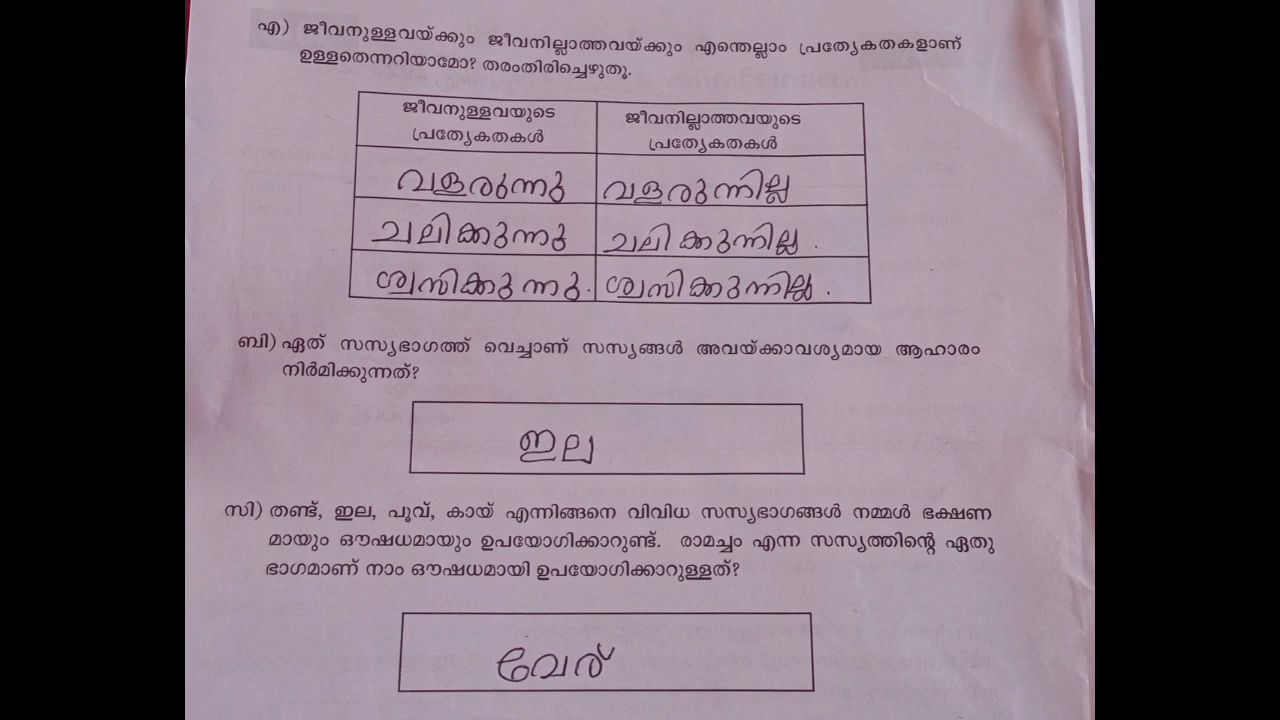 എ) ജീവനുള്ളവയ്ക്കും ജീവനില്ലാത്തവയ്ക്കും എന്തെല്ലാം പ്രത്യേകതകളാണ്
ഉള്ളതെന്നറിയാമോ? തരംതിരിച്ചെഴുതൂ.
ജീവനുള്ളവയുടെ പ്രത്യേകതകൾ
ജീവനില്ലാത്തവയുടെ പ്രത്യേകതകൾ
വളരുന്നു വളരുന്നില്ല
ചലിക്കുന്നു ചലിക്കുന്നില്ല.
ശ്വസിക്കുന്നു. ശ്വസിക്കുന്നില്ല.
ബി) ഏത് സസ്യഭാഗത്ത് വെച്ചാണ് സസ്യങ്ങൾ അവയ്ക്കാവശ്യമായ ആഹാരം
നിർമിക്കുന്നത്?
ഇല
സി) തണ്ട്, ഇല, പൂവ്, കായ് എന്നിങ്ങനെ വിവിധ സസ്യഭാഗങ്ങൾ നമ്മൾ ഭക്ഷണ
മായും ഔഷധമായും ഉപയോഗിക്കാറുണ്ട്. രാമച്ചം എന്ന സസ്യത്തിന്റെ ഏതു
ഭാഗമാണ് നാം ഔഷധമായി ഉപയോഗിക്കാറുള്ളത്?
വേര്